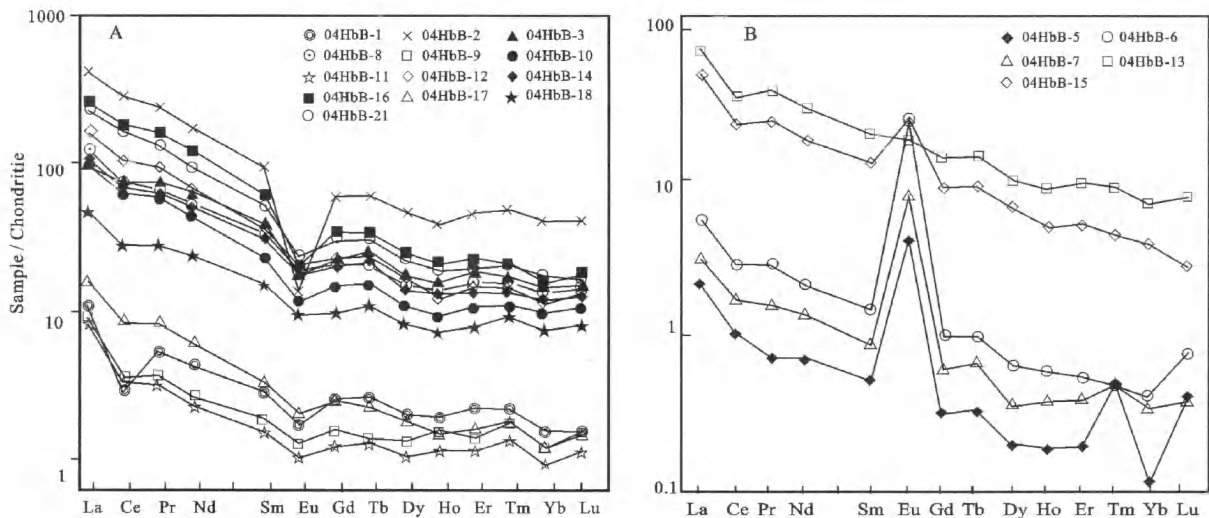 1000
A
04HbB-1 04HbB-2 04HbB-3
04HbB-8 04HbB-9 04HbB-10
04HbB-11 04HbB-12 04HbB-14
04HbB-16 04HbB-17 04HbB-18
04HbB-21
100
10
1
Sample / Chondritie
La Ce Pr Nd Sm Eu Gd Tb Dy Ho Er Tm Yb Lu
100
B
04HbB-5 04HbB-6
04HbB-7 04HbB-13
04HbB-15
10
1
0.1
La Ce Pr Nd Sm Eu Gd Tb Dy Ho Er Tm Yb Lu